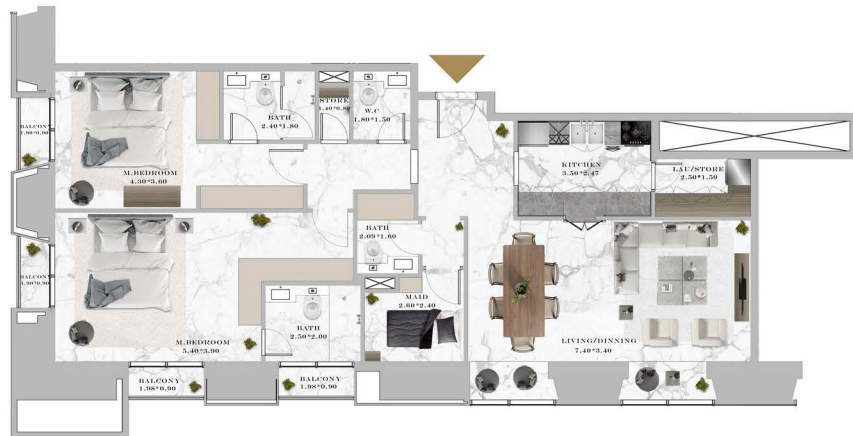 BATH
2.40*1.80
STORE
1.40*0.80
W.C
1.80*1.50
BALCONY
1.90*0.90
M.BEDROOM
4.30*3.60
KITCHEN
3.50*2.47
LAU/STORE
2.50*1.50
BATH
2.09*1.60
BALCONY
1.90*0.90
MAID
2.60*2.40
BATH
2.50*2.00
M.BEDROOM
5.40*3.90
LIVING/DINNING
7.40*3.40
BALCONY
1.98*0.90
BALCONY
1.98*0.90